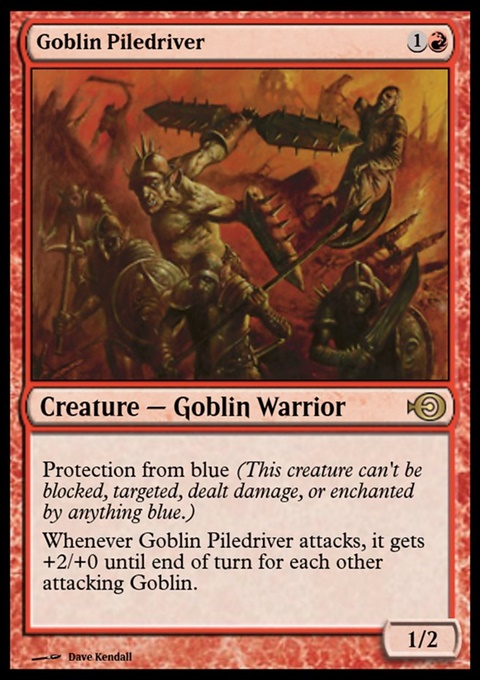 Goblin Piledriver 1
Creature — Goblin Warrior
Protection from blue (This creature can't be
blocked, targeted, dealt damage, or enchanted
by anything blue.)
Whenever Goblin Piledriver attacks, it gets
+2/+0 until end of turn for each other
attacking Goblin.
1/2
Dave Kendall